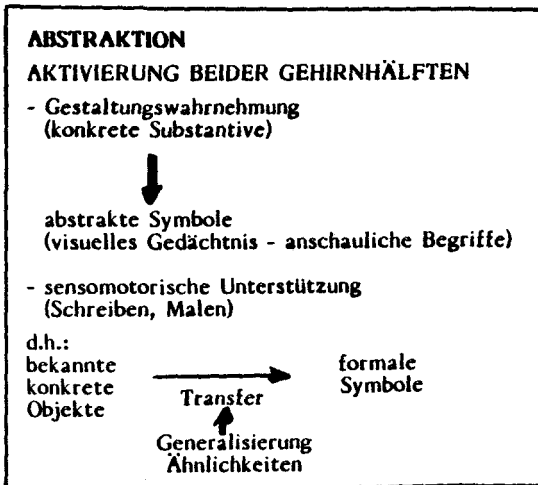 ABSTRAKTION
AKTIVIERUNG BEIDER GEHIRNHÄLFTEN
- Gestaltungswahrnehmung
(konkrete Substantive)
abstrakte Symbole
(visuelles Gedächtnis - anschauliche Begriffe)
- sensomotorische Unterstützung
(Schreiben, Malen)
d.h.:
bekannte
konkrete
Objekte
Transfer
formale
Symbole
Generalisierung
Ähnlichkeiten